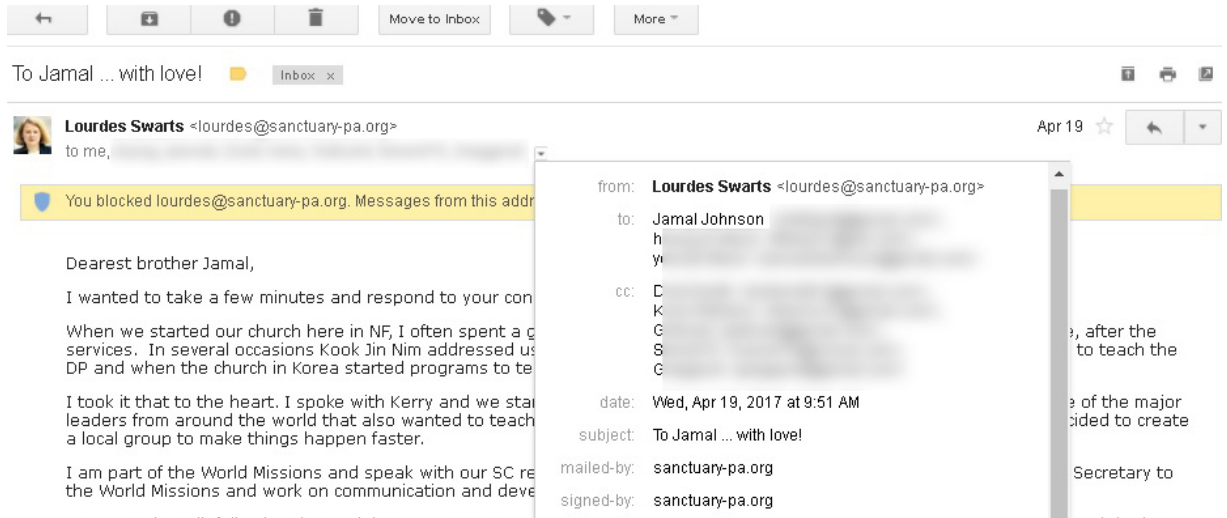 Move to Inbox More
To Jamal ... with love! Inbox x
Lourdes Swarts <lourdes@sanctuary-pa.org> Apr 19
to me,
You blocked lourdes@sanctuary-pa.org. Messages from this addr
from: Lourdes Swarts <lourdes@sanctuary-pa.org>
to: Jamal Johnson
h
y
cc: D
K
G
S
G
date: Wed, Apr 19, 2017 at 9:51 AM
subject: To Jamal ... with love!
mailed-by: sanctuary-pa.org
signed-by: sanctuary-pa.org
Dearest brother Jamal,
I wanted to take a few minutes and respond to your con
When we started our church here in NF, I often spent a g e, after the
services. In several occasions Kook Jin Nim addressed us to teach the
DP and when the church in Korea started programs to te
I took it that to the heart. I spoke with Kerry and we star e of the major
leaders from around the world that also wanted to teach cided to create
a local group to make things happen faster.
I am part of the World Missions and speak with our SC re Secretary to
the World Missions and work on communication and deve